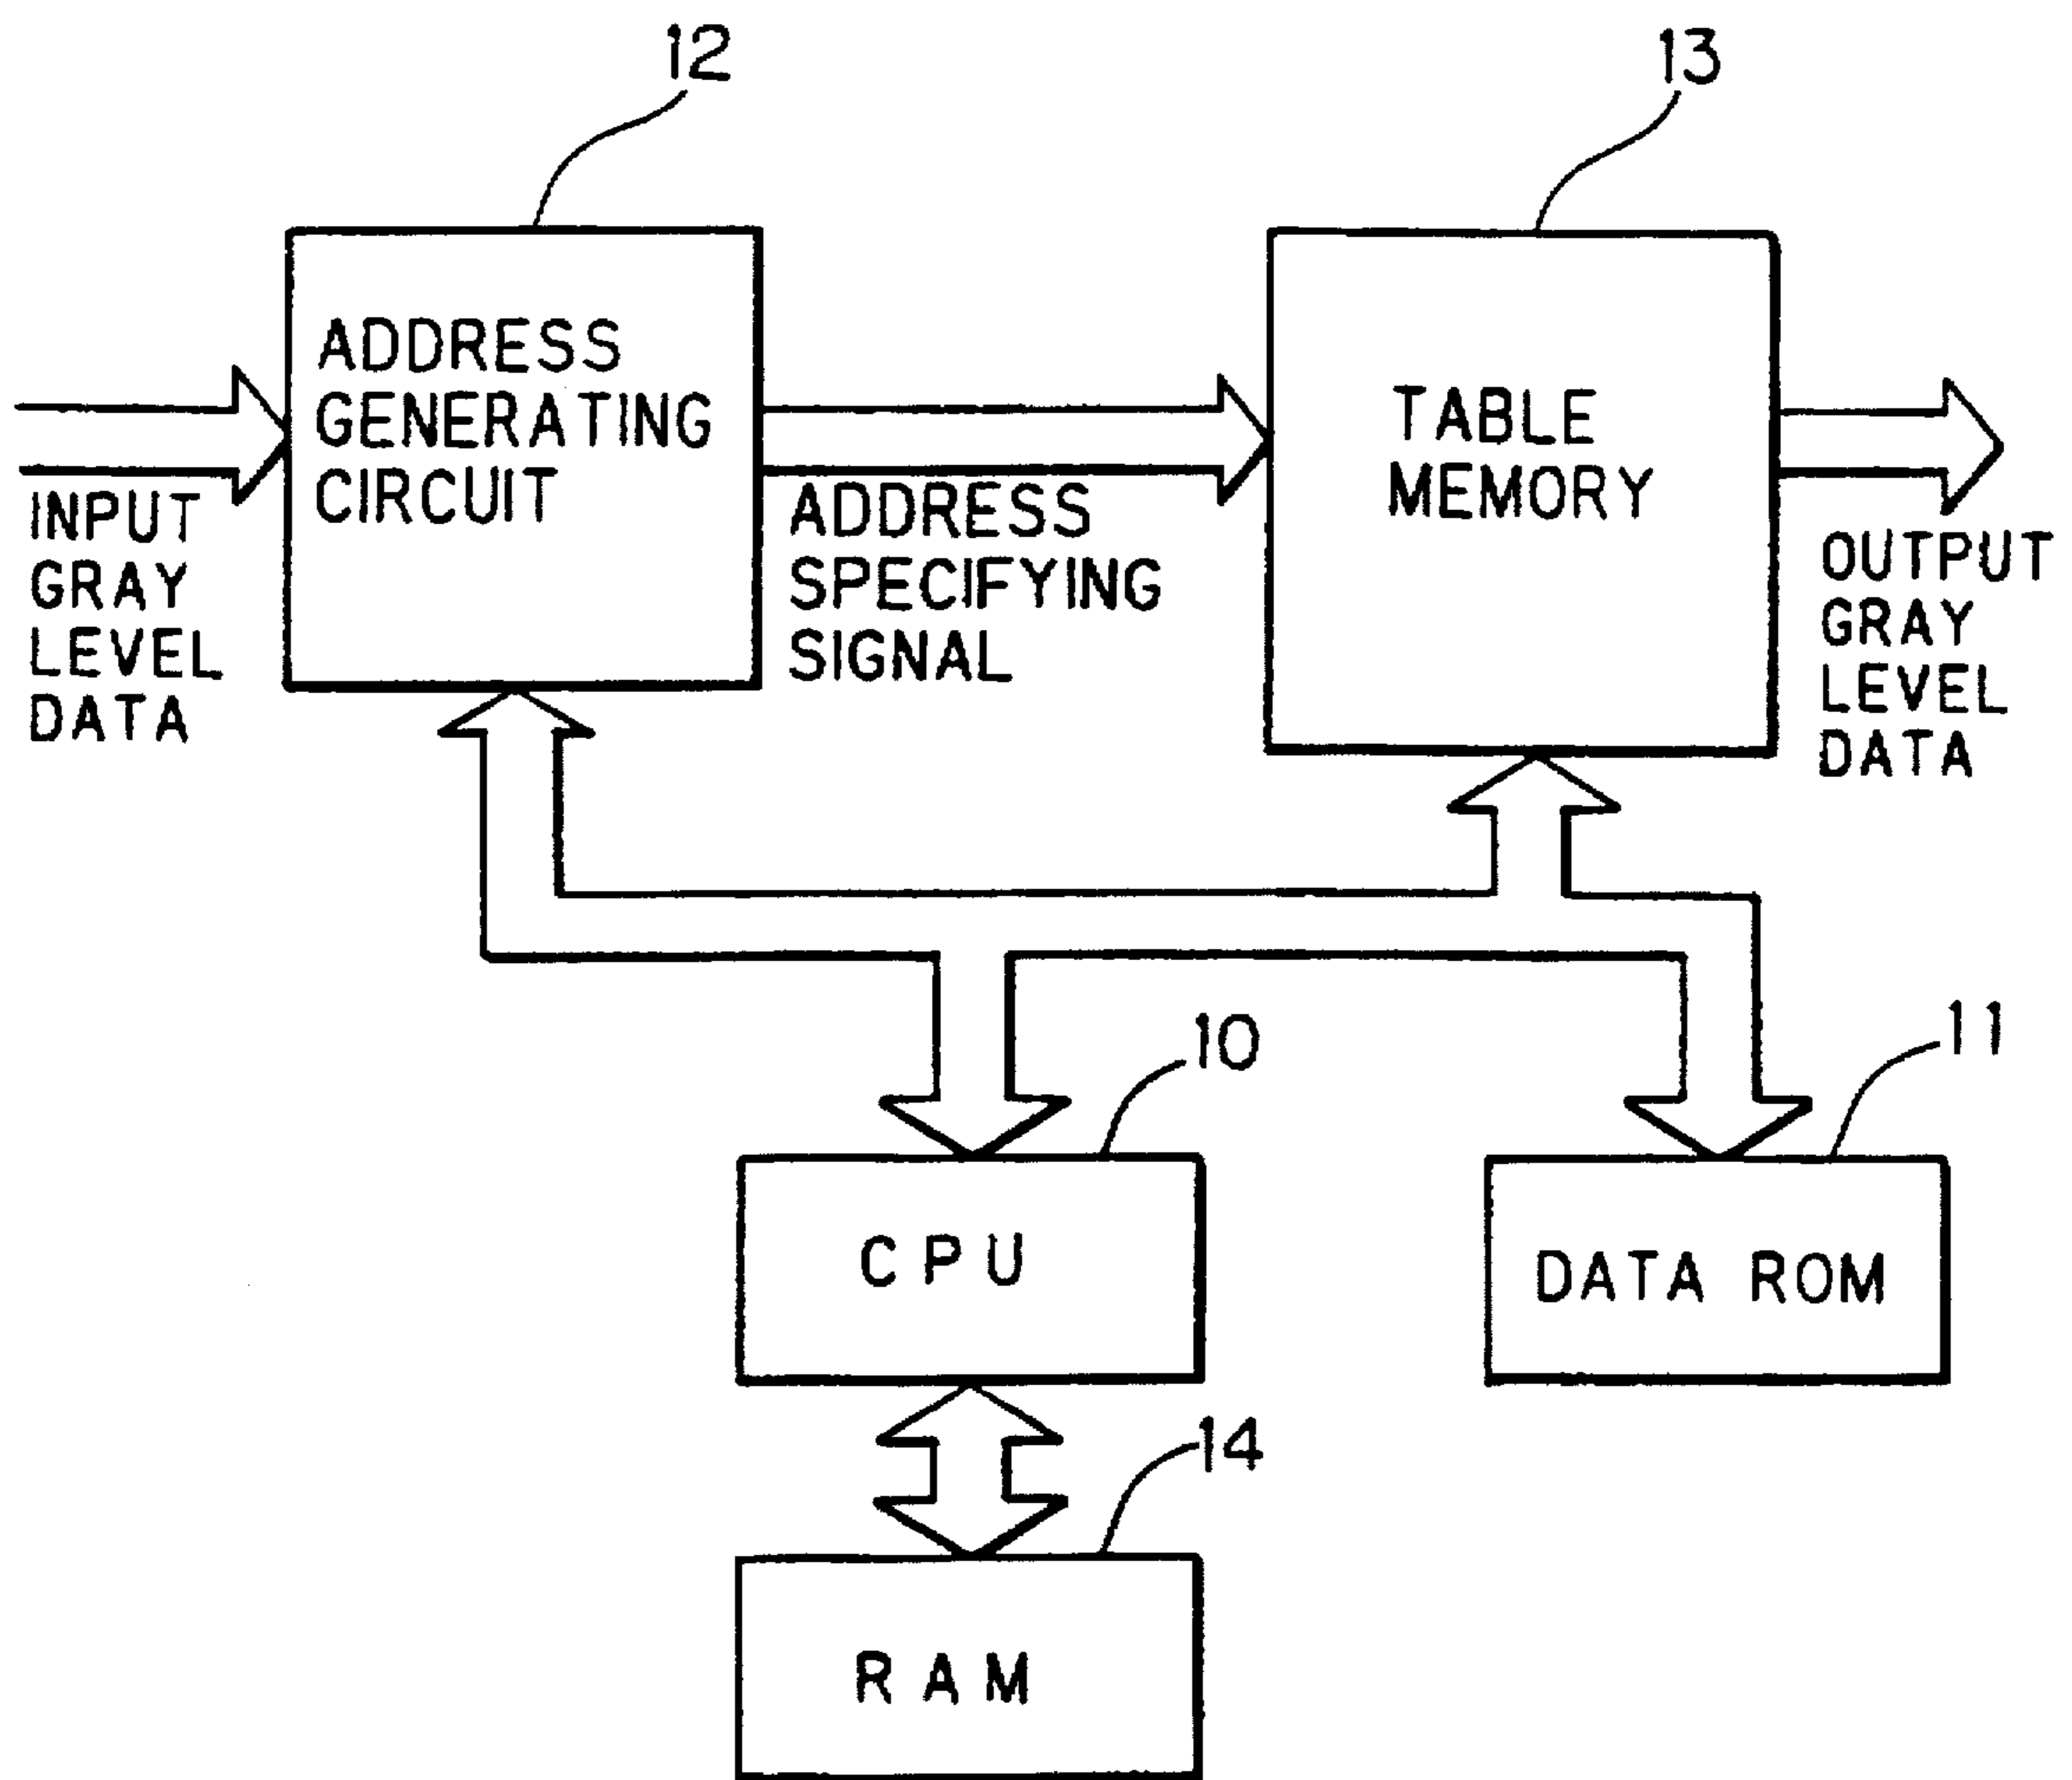 12
13
ADDRESS
GENERATING
CIRCUIT
TABLE
MEMORY
INPUT
GRAY
LEVEL
DATA
ADDRESS
SPECIFYING
SIGNAL
OUTPUT
GRAY
LEVEL
DATA
10
11
CPU
DATA ROM
14
RAM